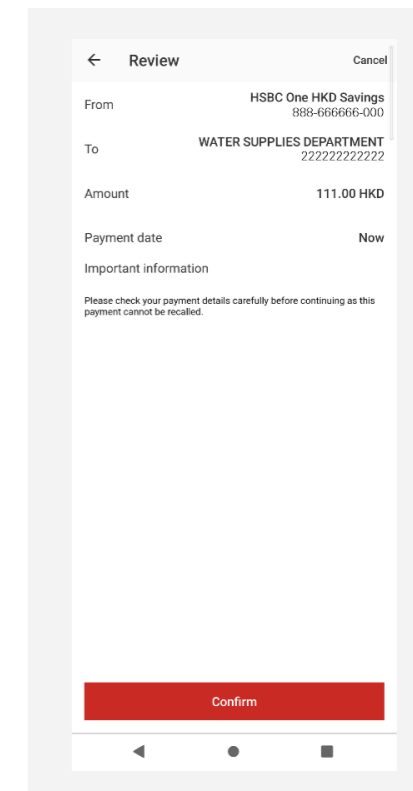 Review
Cancel
From
HSBC One HKD Savings
888-666666-000
To
WATER SUPPLIES DEPARTMENT
222222222222
Amount
111.00 HKD
Payment date
Now
Important information
Please check your payment details carefully before continuing as this
payment cannot be recalled.
Confirm